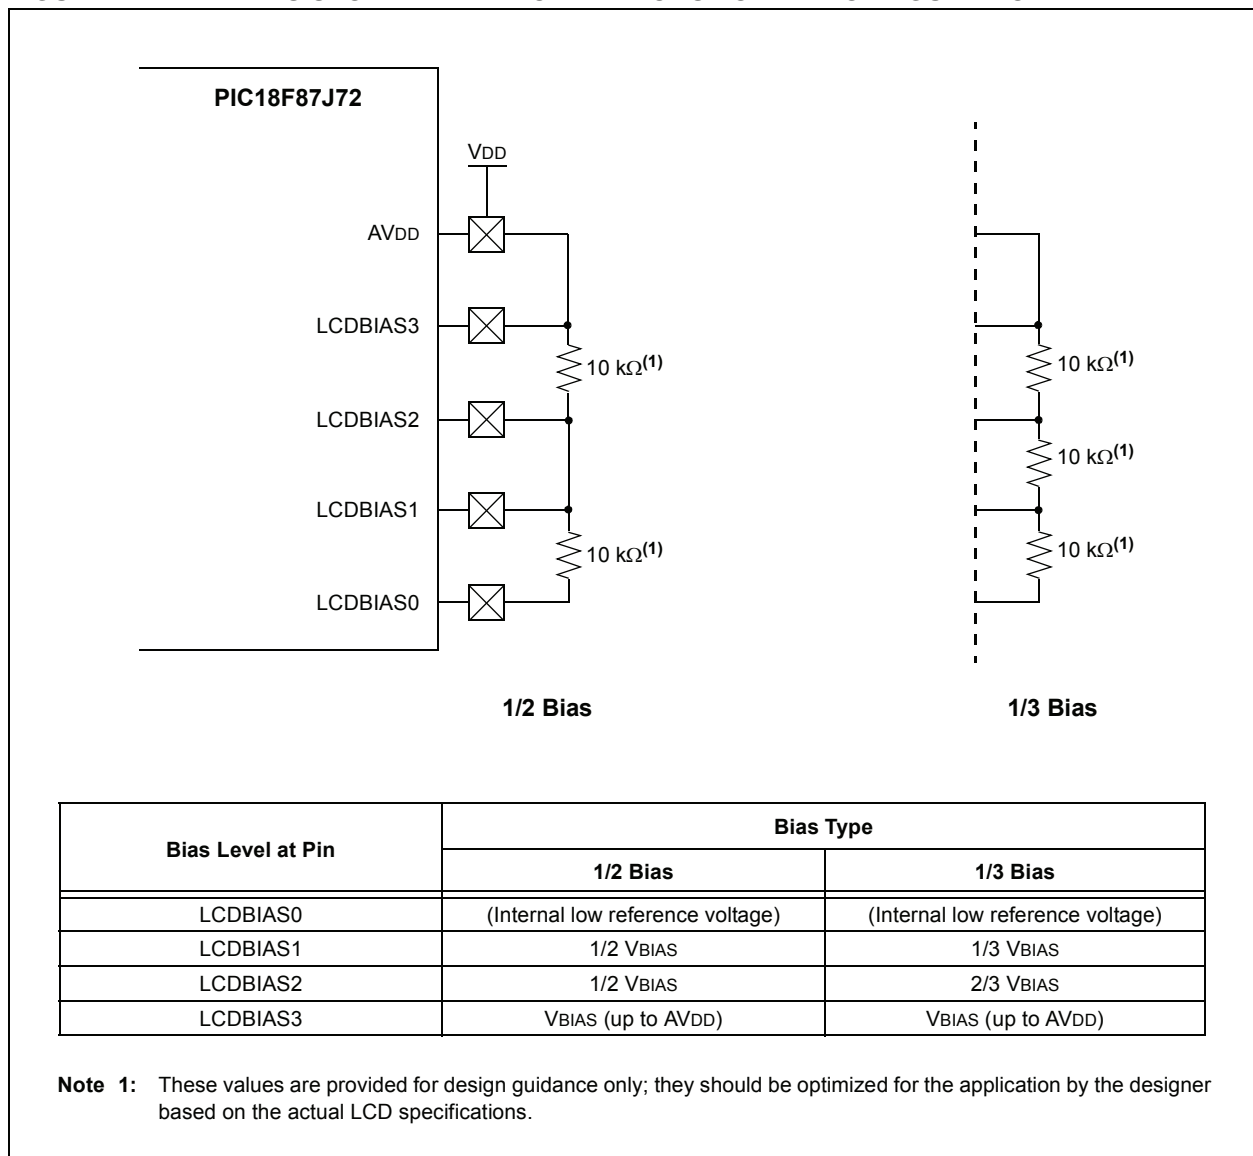 PIC18F87J72
VDD
AVDD
LCDBIAS3
10 kΩ(1)
LCDBIAS2
LCDBIAS1
10 kΩ(1)
LCDBIAS0
1/2 Bias
10 kΩ(1)
10 kΩ(1)
10 kΩ(1)
1/3 Bias
Bias Level at Pin
Bias Type
1/2 Bias
1/3 Bias
LCDBIAS0 (Internal low reference voltage) (Internal low reference voltage)
LCDBIAS1 1/2 VBIAS 1/3 VBIAS
LCDBIAS2 1/2 VBIAS 2/3 VBIAS
LCDBIAS3 VBIAS (up to AVDD) VBIAS (up to AVDD)
Note 1: These values are provided for design guidance only; they should be optimized for the application by the designer
based on the actual LCD specifications.